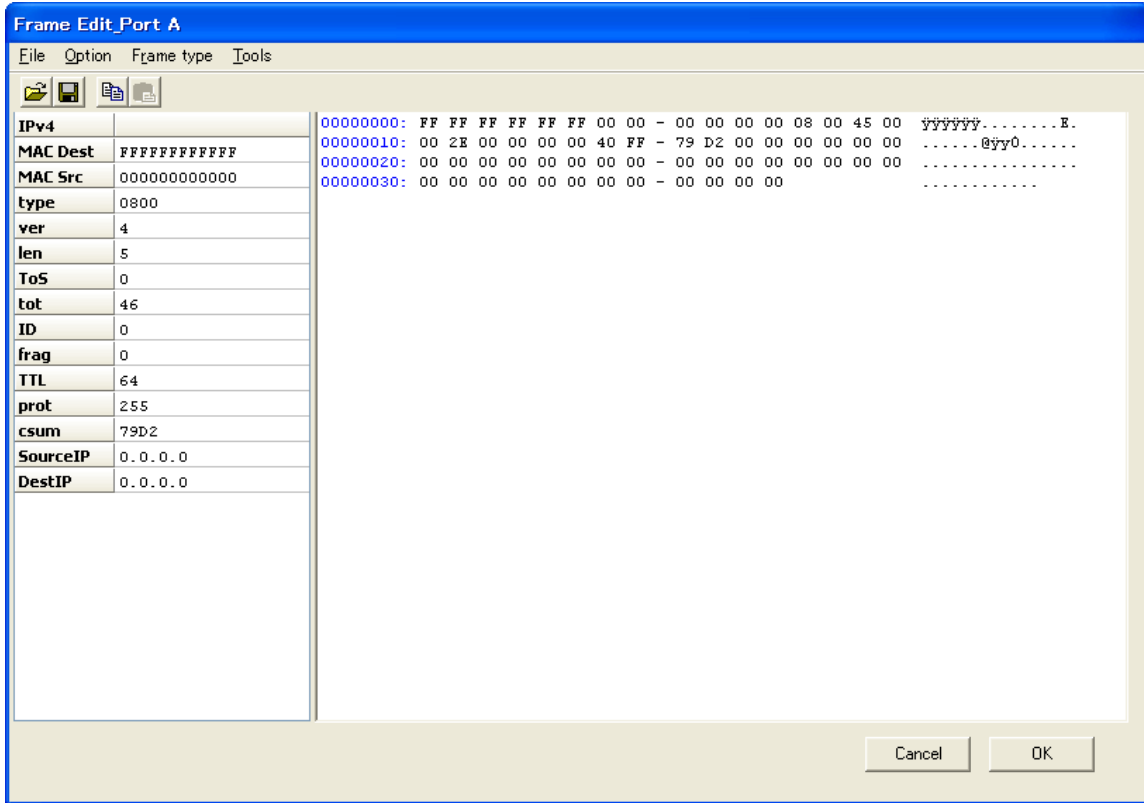 Frame Edit_Port A
File Option Frame type Tools
IPv4
MAC Dest FFFFFFFFFFFF
MAC Src 000000000000
type 0800
ver 4
len 5
ToS 0
tot 46
ID 0
frag 0
TTL 64
prot 255
csum 79D2
SourceIP 0.0.0.0
DestIP 0.0.0.0
00000000: FF FF FF FF FF FF 00 00 - 00 00 00 00 08 00 45 00 ÿÿÿÿÿÿ........E.
00000010: 00 2E 00 00 00 00 40 FF - 79 D2 00 00 00 00 00 00 ......@ÿyÒ......
00000020: 00 00 00 00 00 00 00 00 - 00 00 00 00 00 00 00 00 ................
00000030: 00 00 00 00 00 00 00 00 - 00 00 00 00 ............
Cancel OK